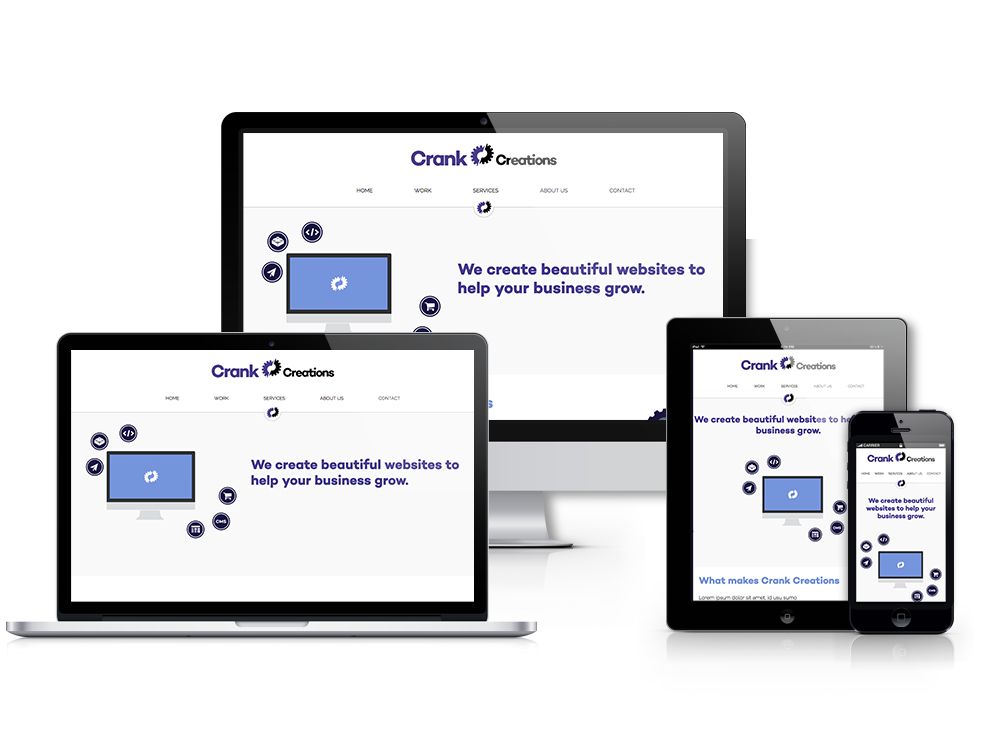 Crank Creations
HOME WORK SERVICES ABOUT US CONTACT
We create beautiful websites to
help your business grow.
s
Crank Creations
HOME WORK SERVICES ABOUT US CONTACT
We create beautiful websites to
help your business grow.
CMS
iPad
Crank Creations
HOME WORK SERVICES ABOUT US CONTACT
We create beautiful websites to he
business grow.
CMS
What makes Crank Creations
Lorem ipsum dolor sit emet, id usu sumo
CARRIER
Crank Creations
HOME WORK SERVICES ABOUT US CONTACT
We create beautiful
websites to help your
business grow.
CMS